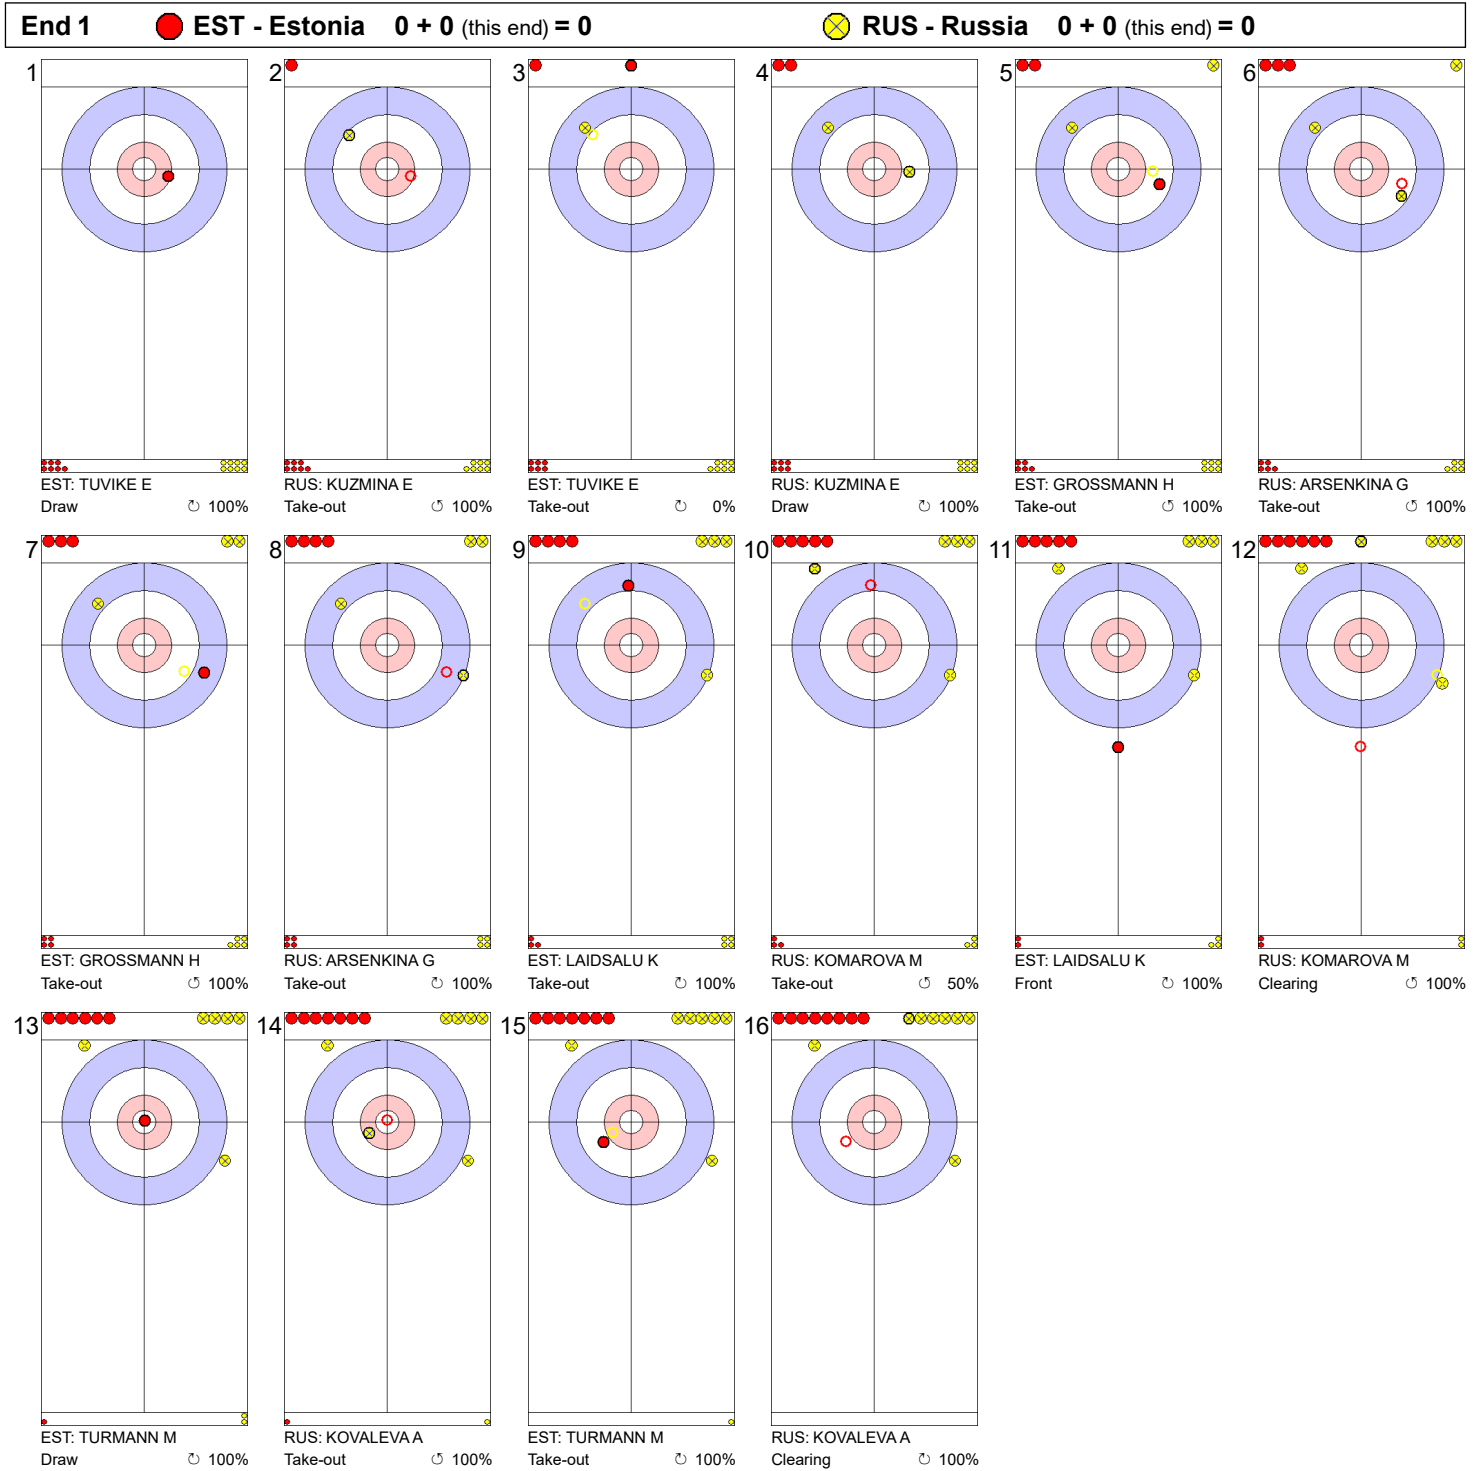 End 1 EST - Estonia 0 + 0 (this end) = 0 RUS - Russia 0 + 0 (this end) = 0
1 2 3 4 5 6
EST: TUVIKE E RUS: KUZMINA E EST: TUVIKE E RUS: KUZMINA E EST: GROSSMANN H RUS: ARSENKINA G
Draw ↻ 100% Take-out ↺ 100% Take-out ↻ 0% Draw ↻ 100% Take-out ↻ 100% Take-out ↻ 100%
7 8 9 10 11 12
EST: GROSSMANN H RUS: ARSENKINA G EST: LAIDSALU K RUS: KOMAROVA M EST: LAIDSALU K RUS: KOMAROVA M
Take-out ↺ 100% Take-out ↺ 100% Take-out ↻ 100% Take-out ↺ 50% Front ↺ 100% Clearing ↺ 100%
13 14 15 16
EST: TURMANN M RUS: KOVALEVA A EST: TURMANN M RUS: KOVALEVA A
Draw ↻ 100% Take-out ↻ 100% Take-out ↻ 100% Clearing ↻ 100%